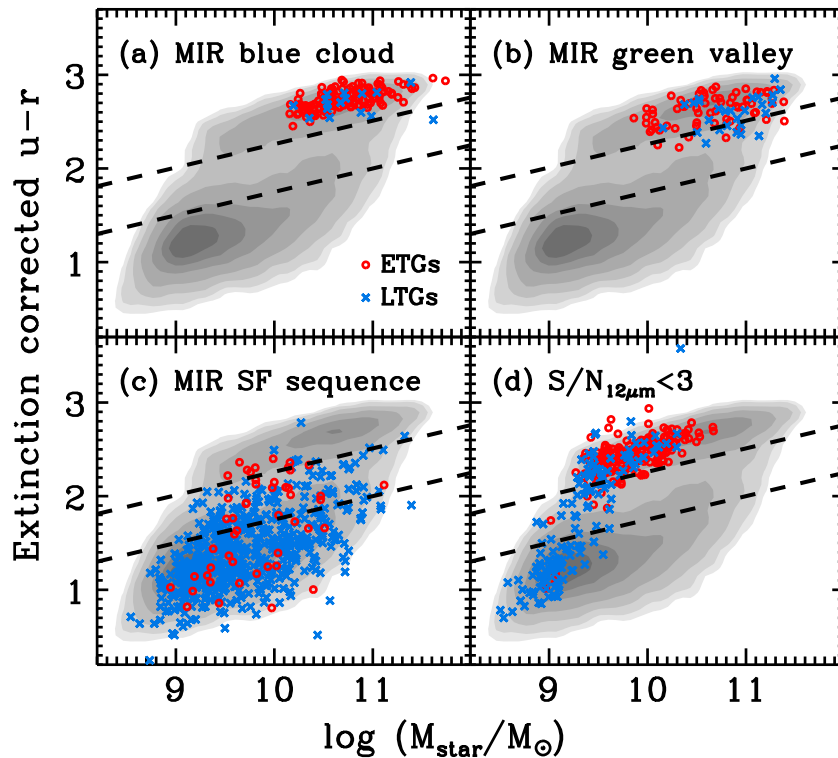 (a) MIR blue cloud
(b) MIR green valley
3
2
1
ETGs
LTGs
(c) MIR SF sequence
(d) S/N12μm<3
3
2
1
Extinction corrected u-r
9 10 11 9 10 11
log (Mstar/M⊙)